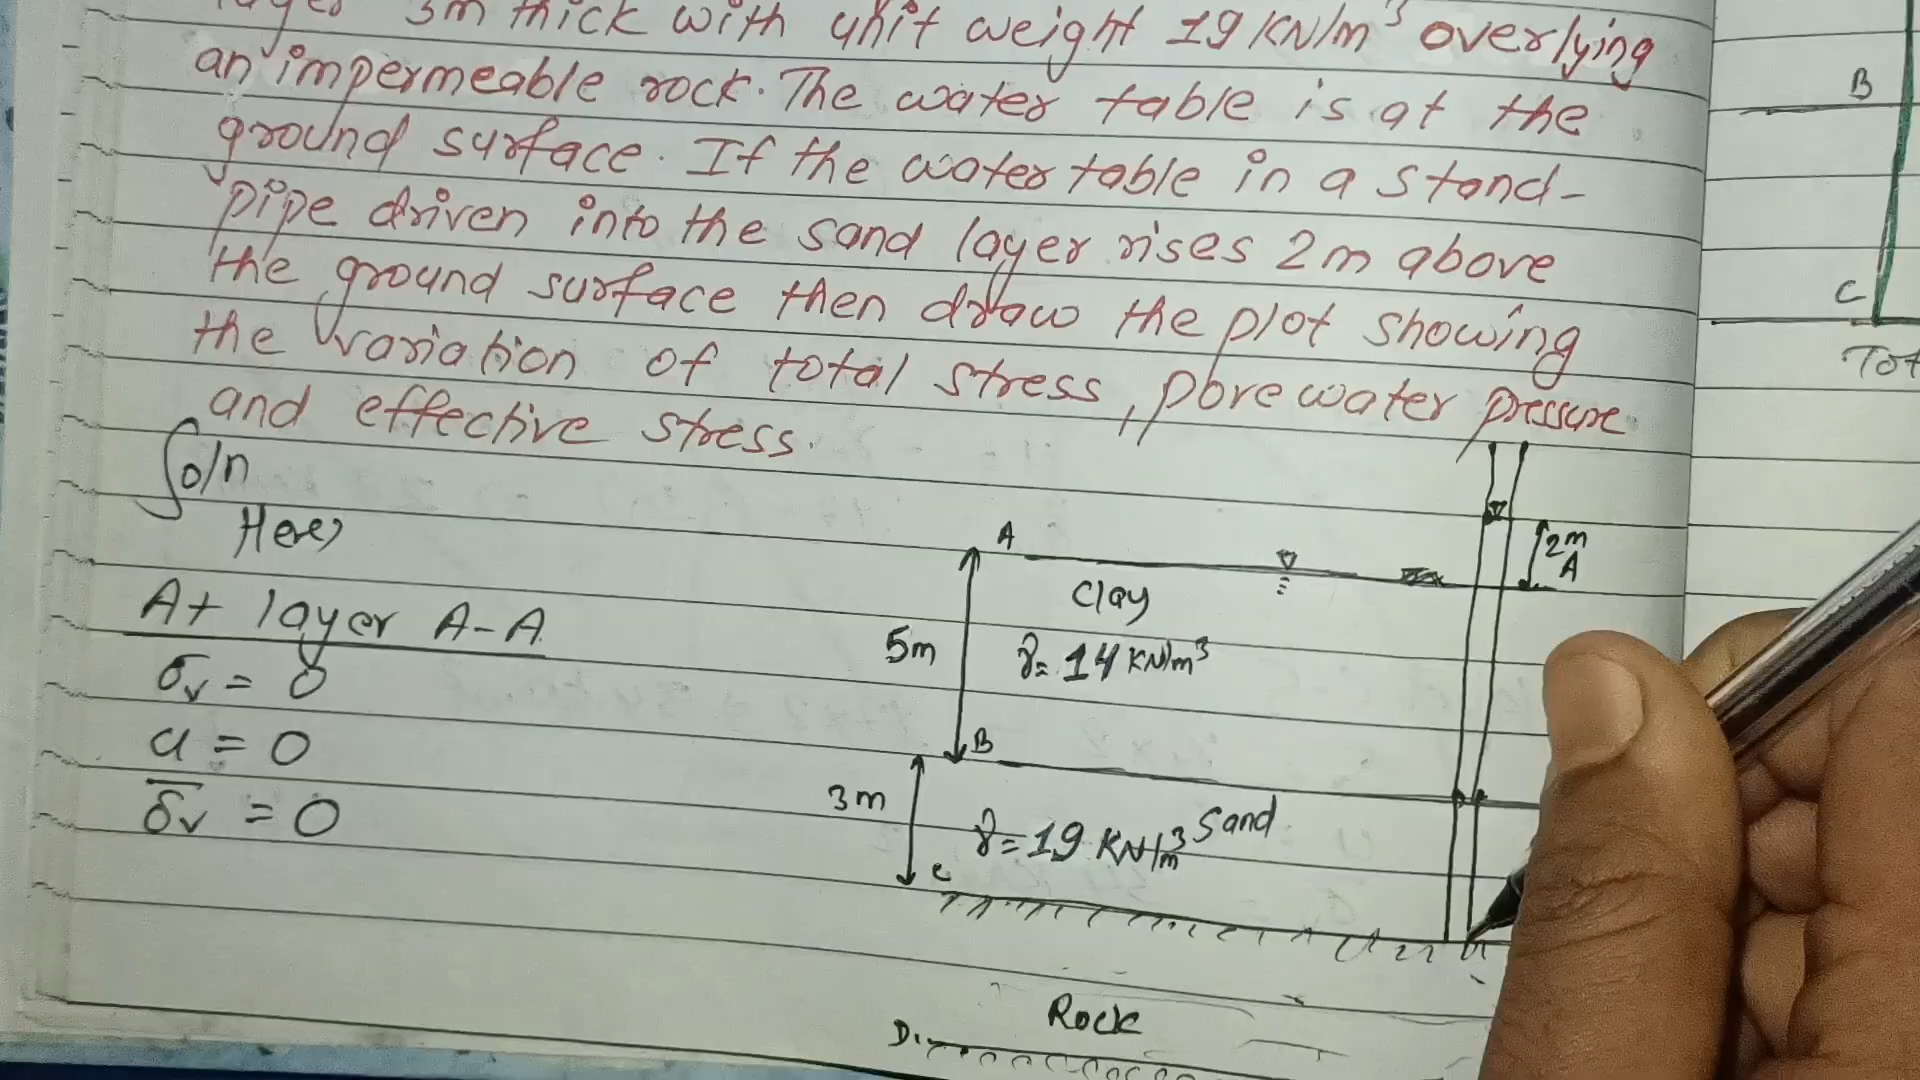 layer 3m thick with unit weight 19 KN/m³ overlying
an impermeable rock. The water table is at the
ground surface. If the water table in a stand-
pipe driven into the sand layer rises 2m above
the ground surface then draw the plot showing
the variation of total stress, pore water pressure
and effective stress.
Soln
Here,
At layer A-A
σv = 0
u = 0
σ̅v = 0
A
2m
A
Clay
5m
γ = 14 KN/m³
B
3m
Sand
γ = 19 KN/m³
C
Rock
D
B
C